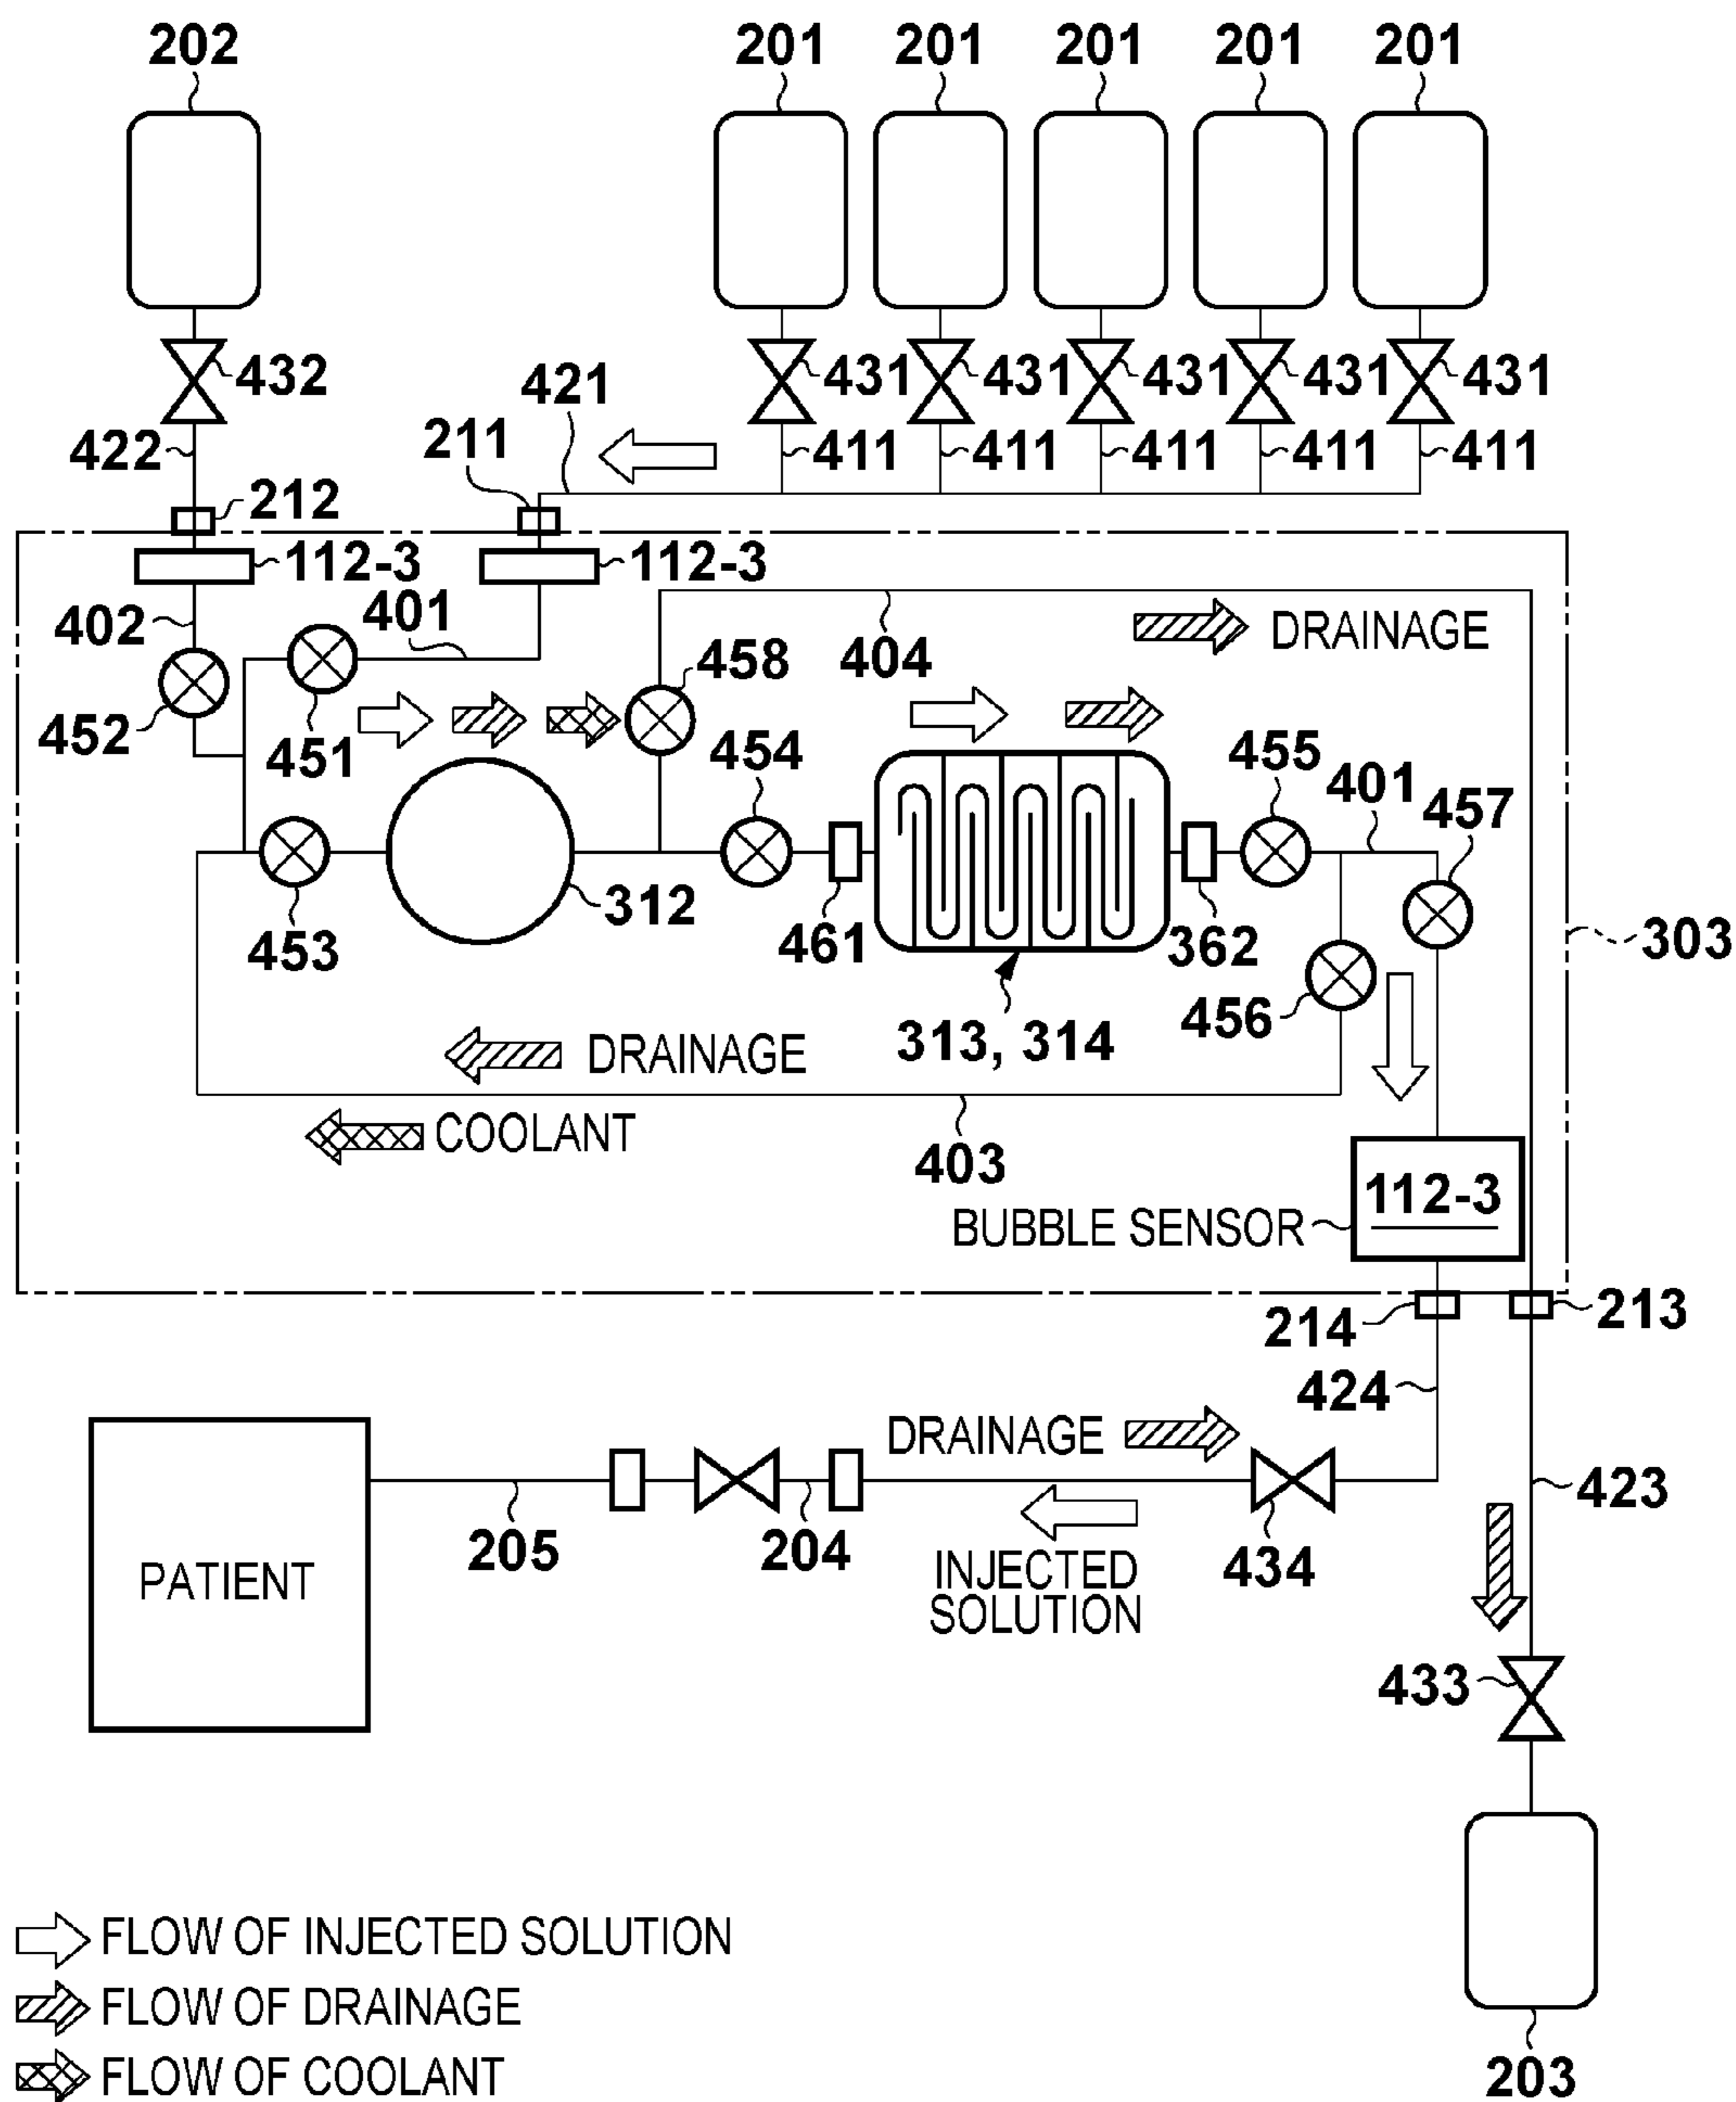 202 201 201 201 201 201
432 431 431 431 431 431
421
422 211 411 411 411 411 411
212
112-3 112-3
402 401 404 DRAINAGE
458
452 451 454 455 401 457
453 312 461 362 303
456
313, 314
DRAINAGE
COOLANT
403
112-3
BUBBLE SENSOR
214 213
424
DRAINAGE
423
205 204 434
PATIENT
INJECTED
SOLUTION
433
FLOW OF INJECTED SOLUTION
FLOW OF DRAINAGE
FLOW OF COOLANT
203